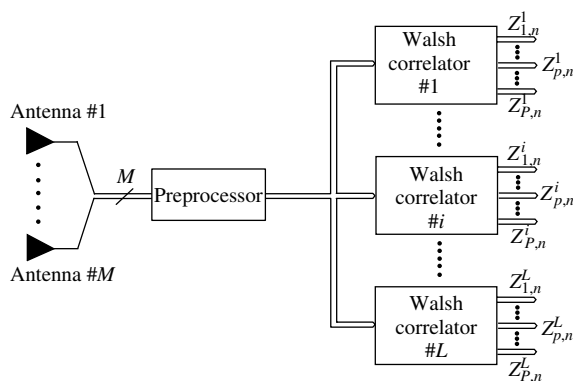 Antenna #1
Antenna #M
M
Preprocessor
Walsh
correlator
#1
Z^1_{1,n}
Z^1_{p,n}
Z^1_{P,n}
Walsh
correlator
#i
Z^i_{1,n}
Z^i_{p,n}
Z^i_{P,n}
Walsh
correlator
#L
Z^L_{1,n}
Z^L_{p,n}
Z^L_{P,n}